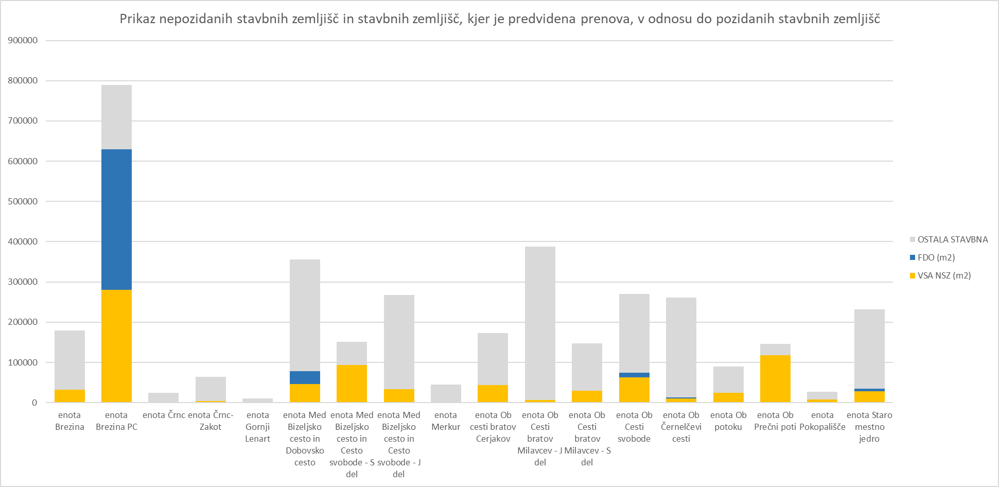 Prikaz nepozidanih stavbnih zemljišč in stavbnih zemljišč, kjer je predvidena prenova, v odnosu do pozidanih stavbnih zemljišč
900000
800000
700000
600000
500000
400000
300000
200000
100000
0
enota
Brezina
enota
Brezina PC
enota Črnc
enota Črnc-
Zakot
enota
Gornji
Lenart
enota Med
Bizeljsko
cesto in
Dobovsko
cesto
enota Med
Bizeljsko
cesto in
Cesto
svobode - S
del
enota Med
Bizeljsko
cesto in
Cesto
svobode - J
del
enota
Merkur
enota Ob
cesti bratov
Cerjakov
enota Ob
Cesti
bratov
Milavcev - J
del
enota Ob
Cesti
bratov
Milavcev - S
del
enota Ob
Cesti
svobode
enota Ob
Černelčevi
cesti
enota Ob
potoku
enota Ob
Prečni poti
enota
Pokopališče
enota Staro
mestno
jedro
OSTALA STAVBNA
FDO (m2)
VSA NSZ (m2)